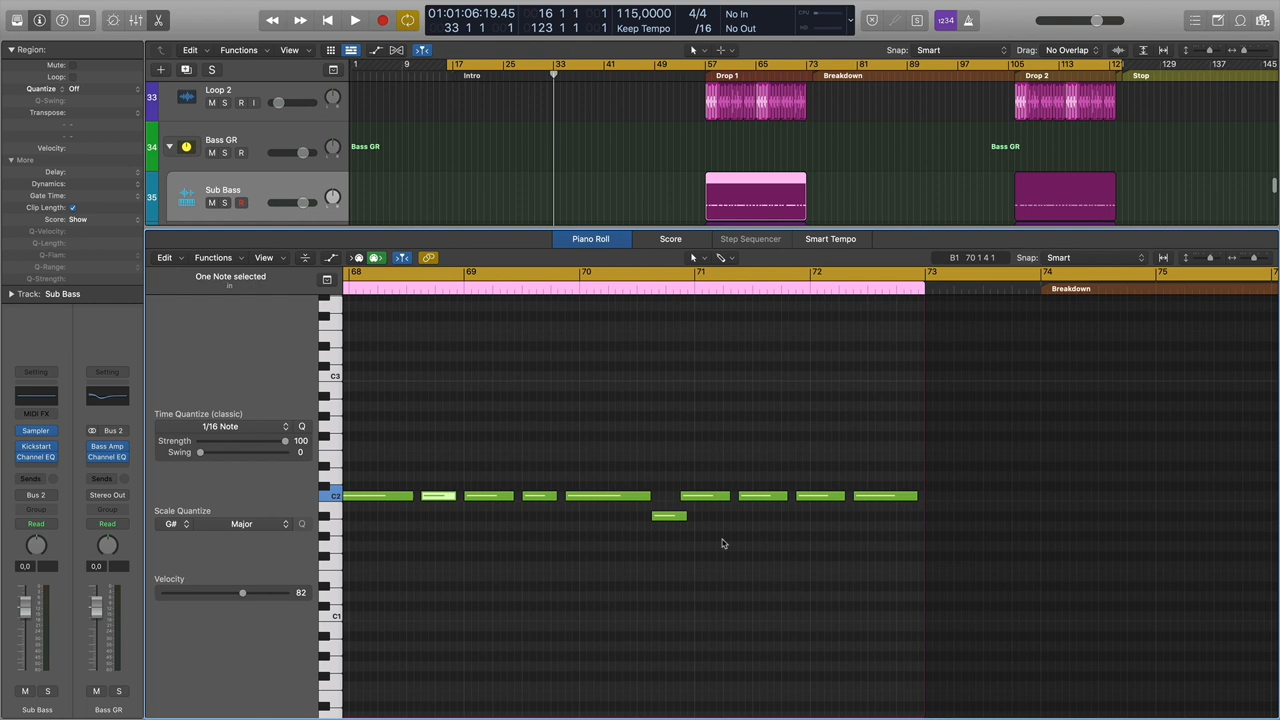 01:01:06:19.45
33 1 1 1
16 1 1 1
123 1 1 1
115,0000
Keep Tempo
4/4
/16
No In
No Out
CPU
HD
1234
Region:
Mute:
Loop:
Quantize Off
Q-Swing:
Transpose:
Velocity:
More
Delay:
Dynamics:
Gate Time:
Clip Length:
Score: Show
Q-Velocity:
Q-Length:
Q-Flam:
Q-Range:
Q-Strength:
Track: Sub Bass
Edit Functions View
Snap: Smart
Drag: No Overlap
1 9 17 25 33 41 49 57 65 73 81 89 97 105 113 121 129 137 145
Intro Drop 1 Breakdown Drop 2 Stop
33 Loop 2
M S R I
34 Bass GR
M S R
Bass GR Bass GR
35 Sub Bass
M S R
Piano Roll Score Step Sequencer Smart Tempo
Edit Functions View
B1 70 1 4 1
Snap: Smart
One Note selected
in
68 69 70 71 72 73 74 75
Breakdown
Time Quantize (classic)
1/16 Note Q
Strength 100
Swing 0
Scale Quantize
G# Major Q
Velocity
82
C3
C2
C1
Setting Setting
MIDI FX Bus 2
Sampler
Kickstart Bass Amp
Channel EQ Channel EQ
Sends Sends
Bus 2 Stereo Out
Group Group
Read Read
0,0 0,0
M S M S
Sub Bass Bass GR